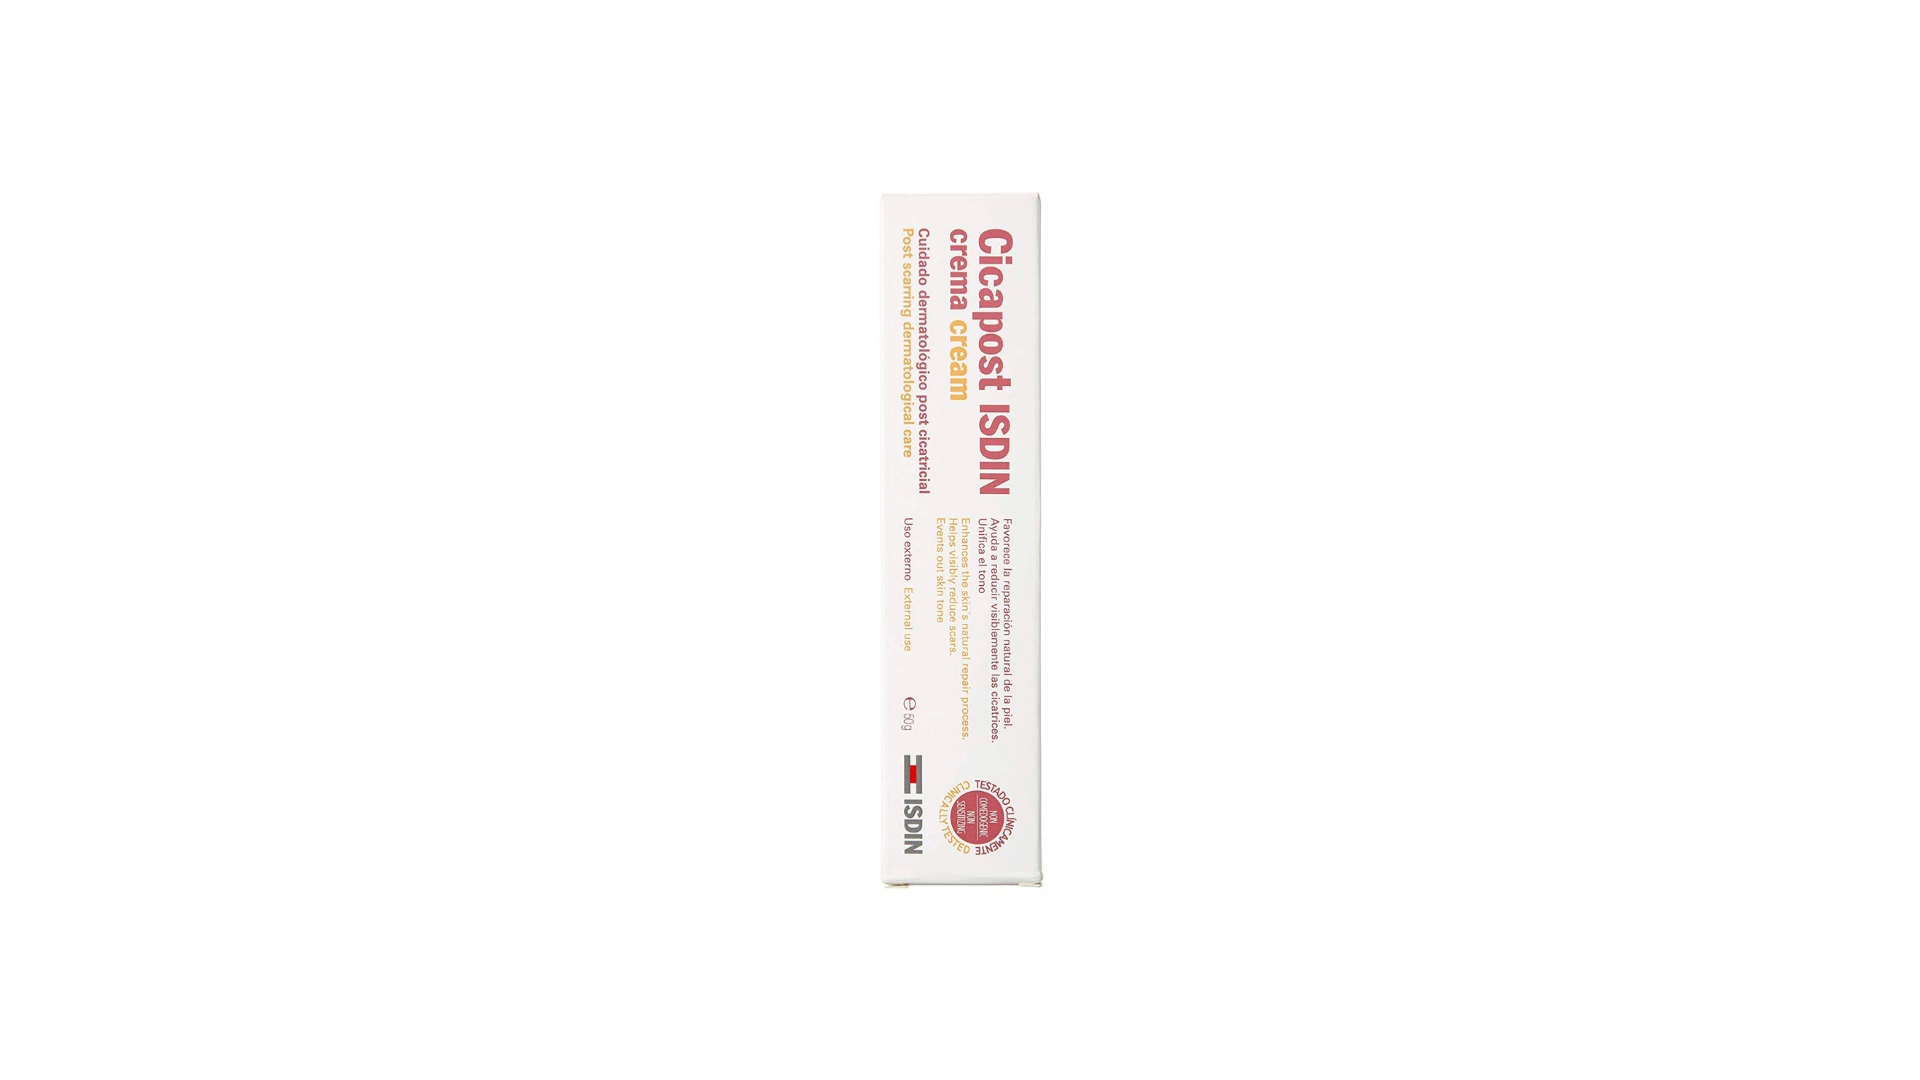 Cicapost ISDIN
crema cream
Cuidado dermatológico post cicatricial
Post scarring dermatological care
Favorece la reparación natural de la piel.
Ayuda a reducir visiblemente las cicatrices.
Unifica el tono
Enhances the skin´s natural repair process.
Helps visibly reduce scars.
Events out skin tone
Uso externo External use
℮ 50g
TESTADO CLÍNICAMENTE
CLINICALLY TESTED
NON
COMEDOGENIC
NON
SENSITIZING
ISDIN